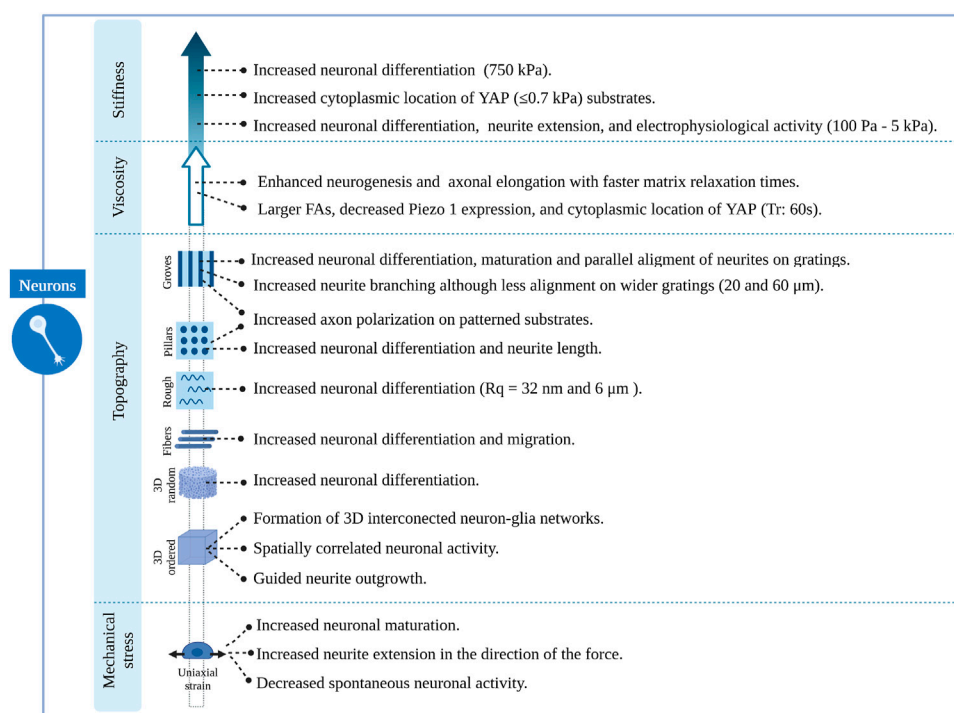 Stiffness
Increased neuronal differentiation (750 kPa).
Increased cytoplasmic location of YAP (≤0.7 kPa) substrates.
Increased neuronal differentiation, neurite extension, and electrophysiological activity (100 Pa - 5 kPa).
Viscosity
Enhanced neurogenesis and axonal elongation with faster matrix relaxation times.
Larger FAs, decreased Piezo 1 expression, and cytoplasmic location of YAP (Tr: 60s).
Neurons
Topography
Groves
Increased neuronal differentiation, maturation and parallel aligment of neurites on gratings.
Increased neurite branching although less alignment on wider gratings (20 and 60 μm).
Increased axon polarization on patterned substrates.
Pillars
Increased neuronal differentiation and neurite length.
Rough
Increased neuronal differentiation (Rq = 32 nm and 6 μm ).
Fibers
Increased neuronal differentiation and migration.
3D
random
Increased neuronal differentiation.
3D
ordered
Formation of 3D interconected neuron-glia networks.
Spatially correlated neuronal activity.
Guided neurite outgrowth.
Mechanical
stress
Uniaxial
strain
Increased neuronal maturation.
Increased neurite extension in the direction of the force.
Decreased spontaneous neuronal activity.